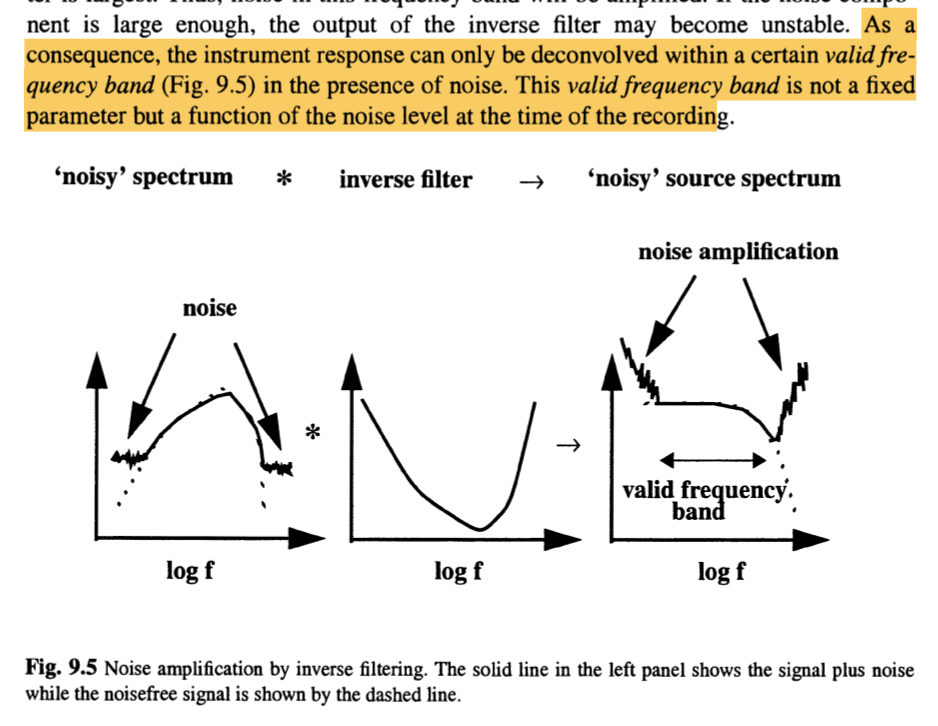 nent is large enough, the output of the inverse filter may become unstable. As a
consequence, the instrument response can only be deconvolved within a certain valid fre-
quency band (Fig. 9.5) in the presence of noise. This valid frequency band is not a fixed
parameter but a function of the noise level at the time of the recording.
‘noisy’ spectrum * inverse filter → ‘noisy’ source spectrum
noise amplification
noise
*
→
valid frequency
band
log f
log f
log f
Fig. 9.5 Noise amplification by inverse filtering. The solid line in the left panel shows the signal plus noise
while the noisefree signal is shown by the dashed line.